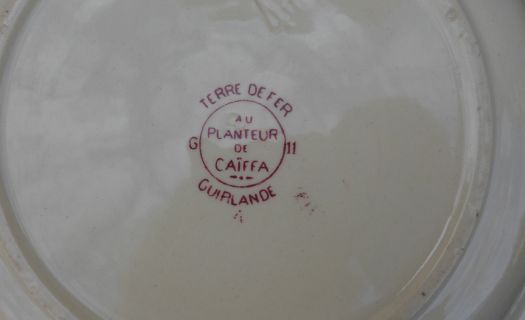 TERRE DE FER
AU
PLANTEUR
DE
CAÏFFA
G 11
GUIRLANDE